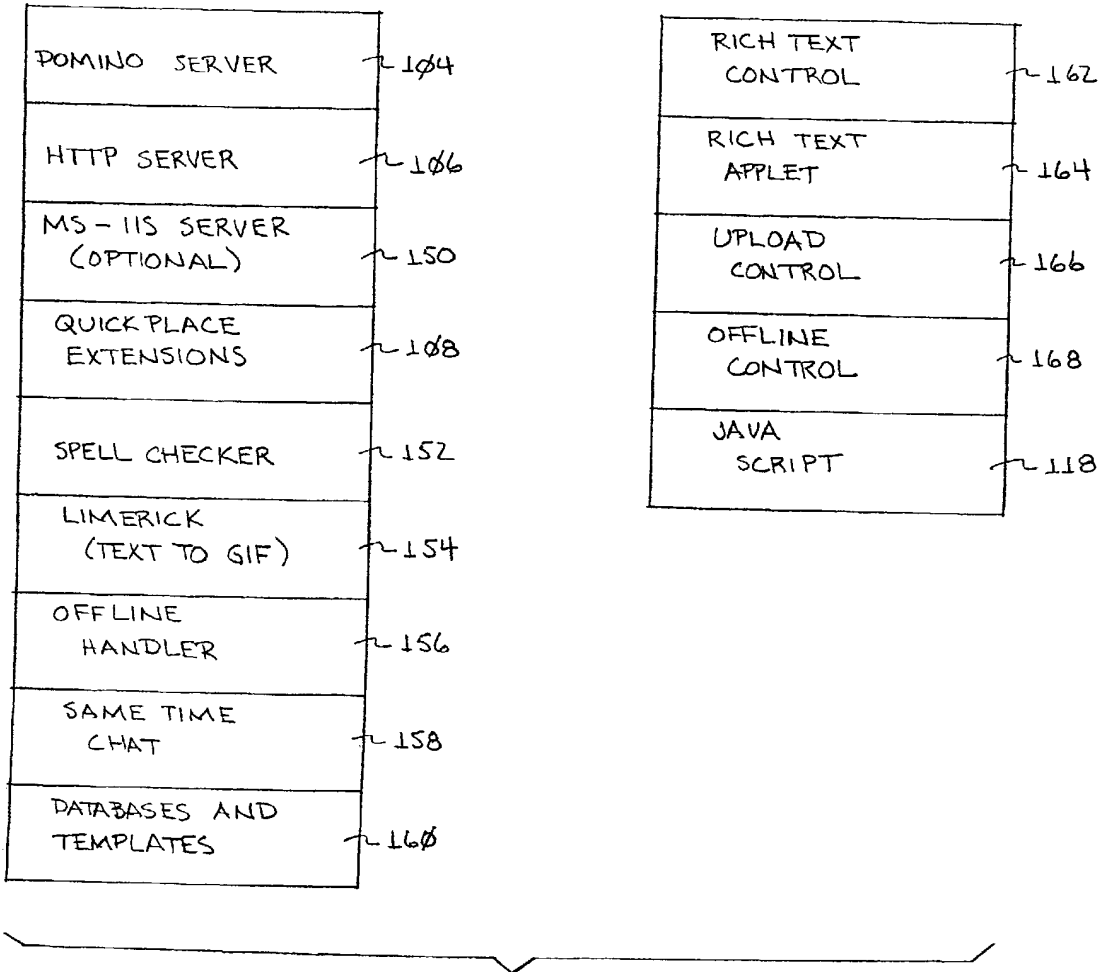 DOMINO SERVER 104
HTTP SERVER 106
MS-IIS SERVER
(OPTIONAL) 150
QUICKPLACE
EXTENSIONS 108
SPELL CHECKER 152
LIMERICK
(TEXT TO GIF) 154
OFFLINE
HANDLER 156
SAME TIME
CHAT 158
DATABASES AND
TEMPLATES 160
RICH TEXT
CONTROL 162
RICH TEXT
APPLET 164
UPLOAD
CONTROL 166
OFFLINE
CONTROL 168
JAVA
SCRIPT 118